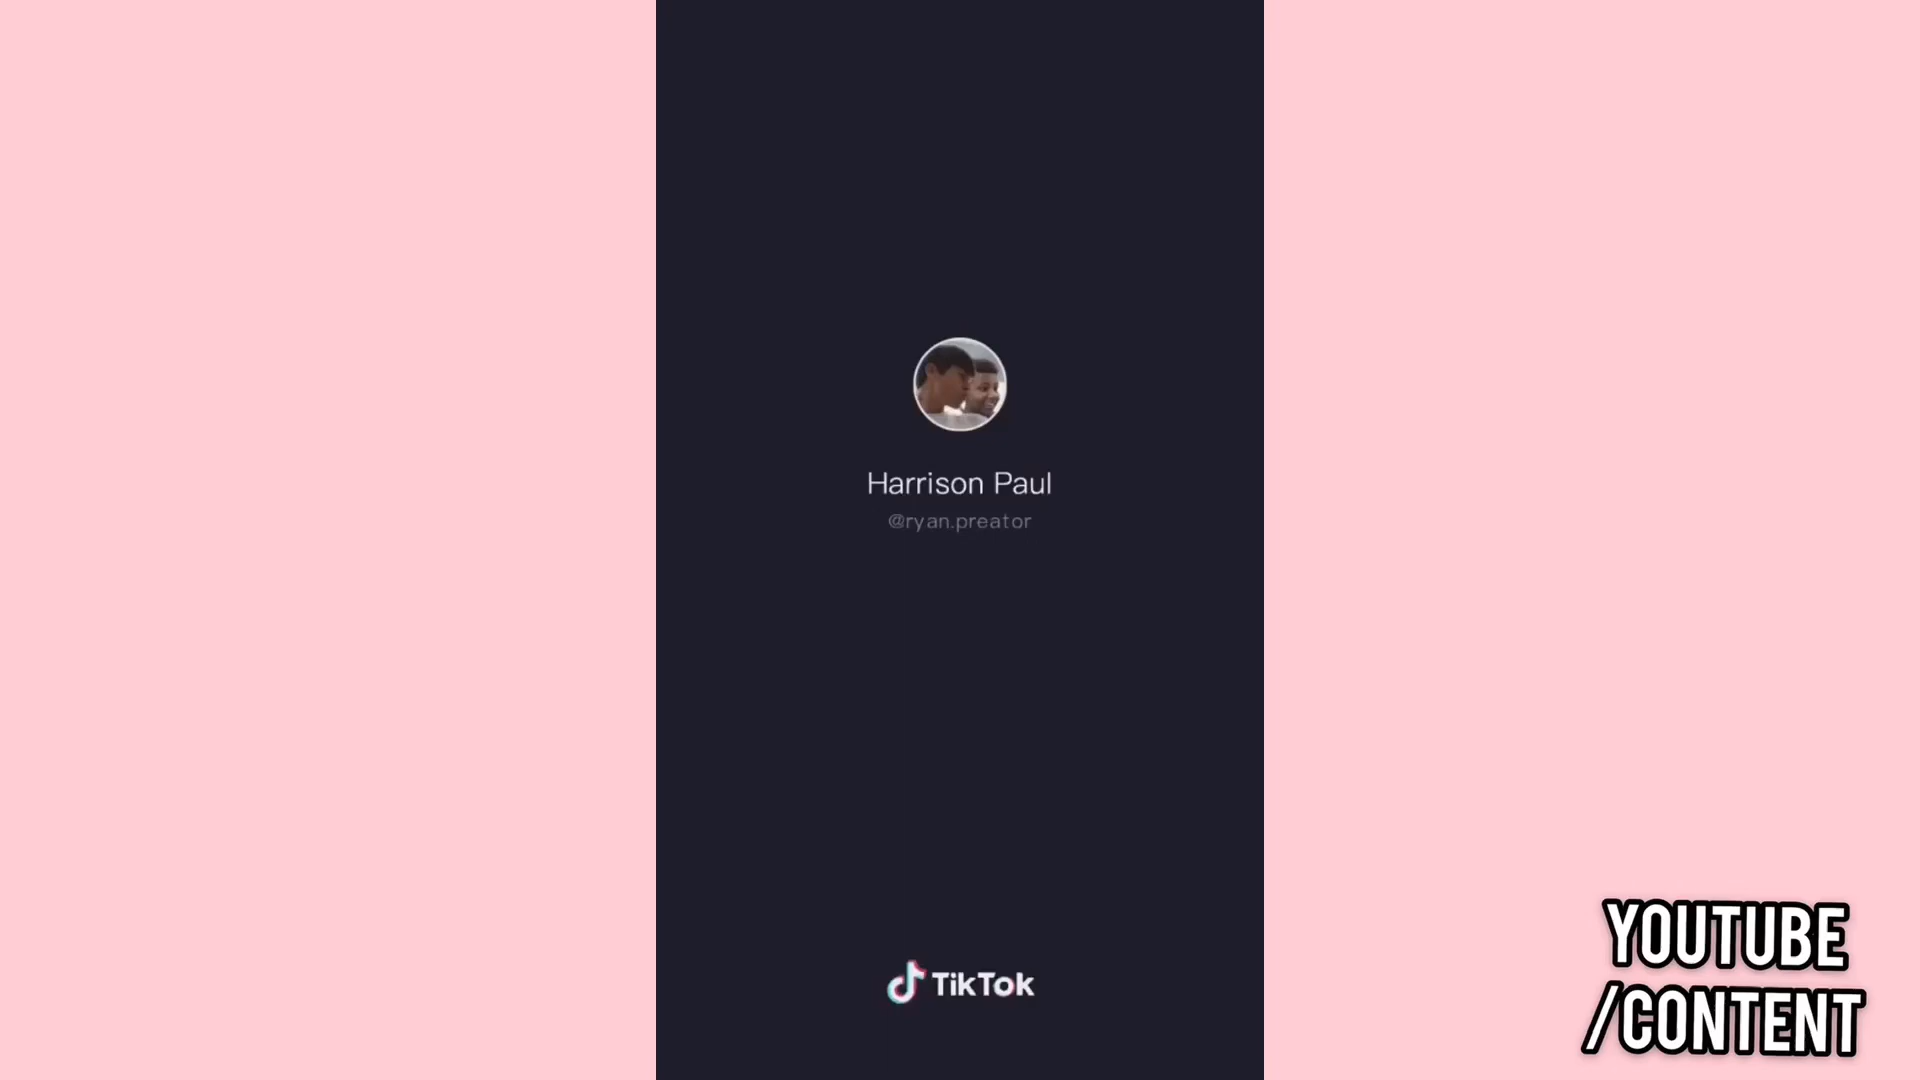 Harrison Paul
@ryan.preator
TikTok
YOUTUBE
/CONTENT